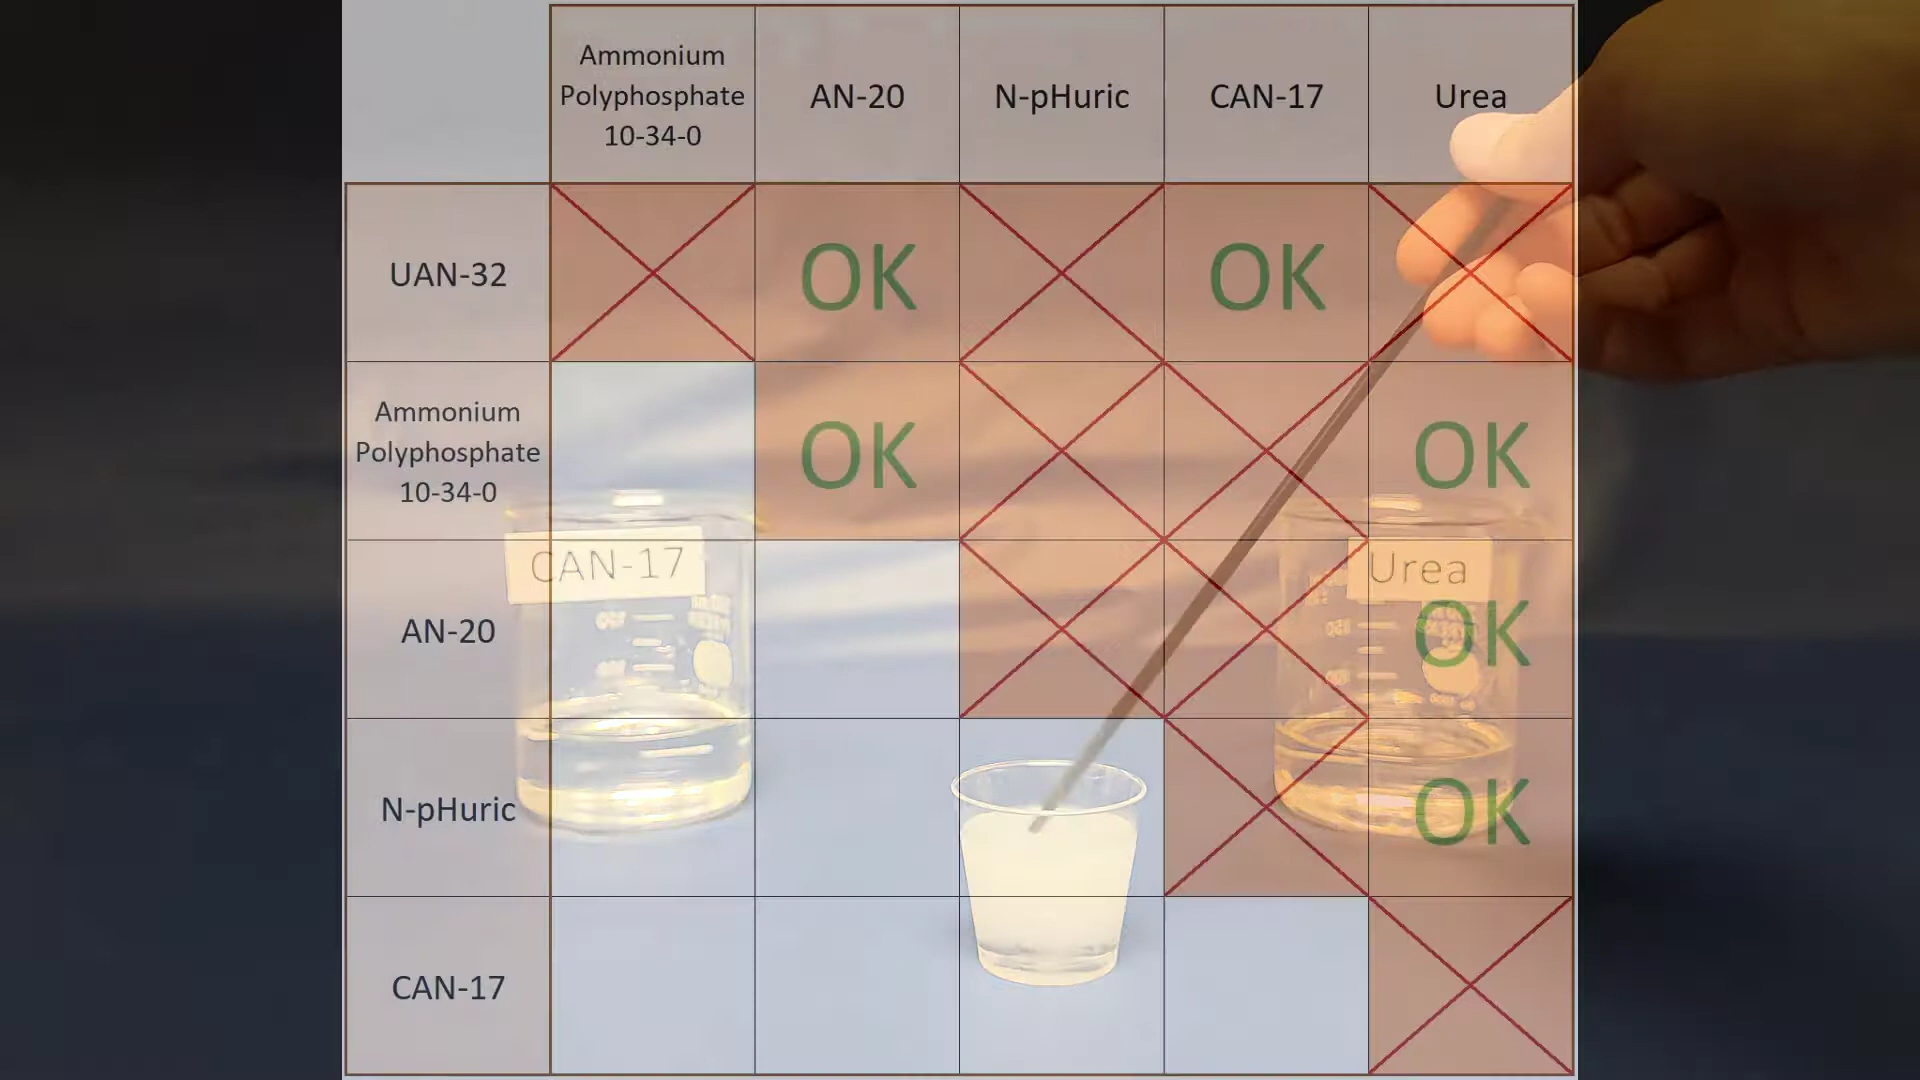 Ammonium
Polyphosphate
10-34-0
AN-20
N-pHuric
CAN-17
Urea
UAN-32
OK
OK
Ammonium
Polyphosphate
10-34-0
OK
OK
CAN-17
Urea
AN-20
OK
N-pHuric
OK
CAN-17